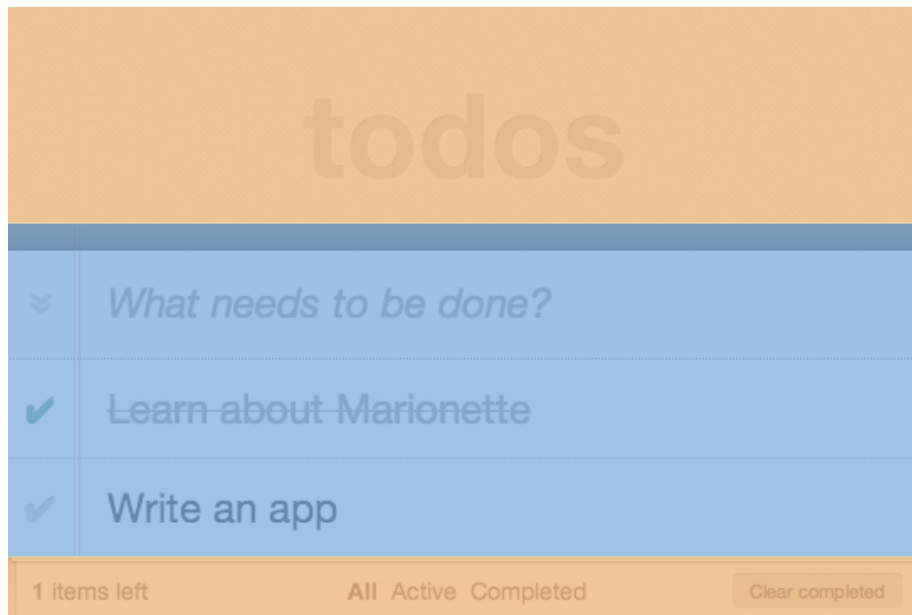 todos
What needs to be done?
Learn about Marionette
Write an app
1 items left All Active Completed Clear completed